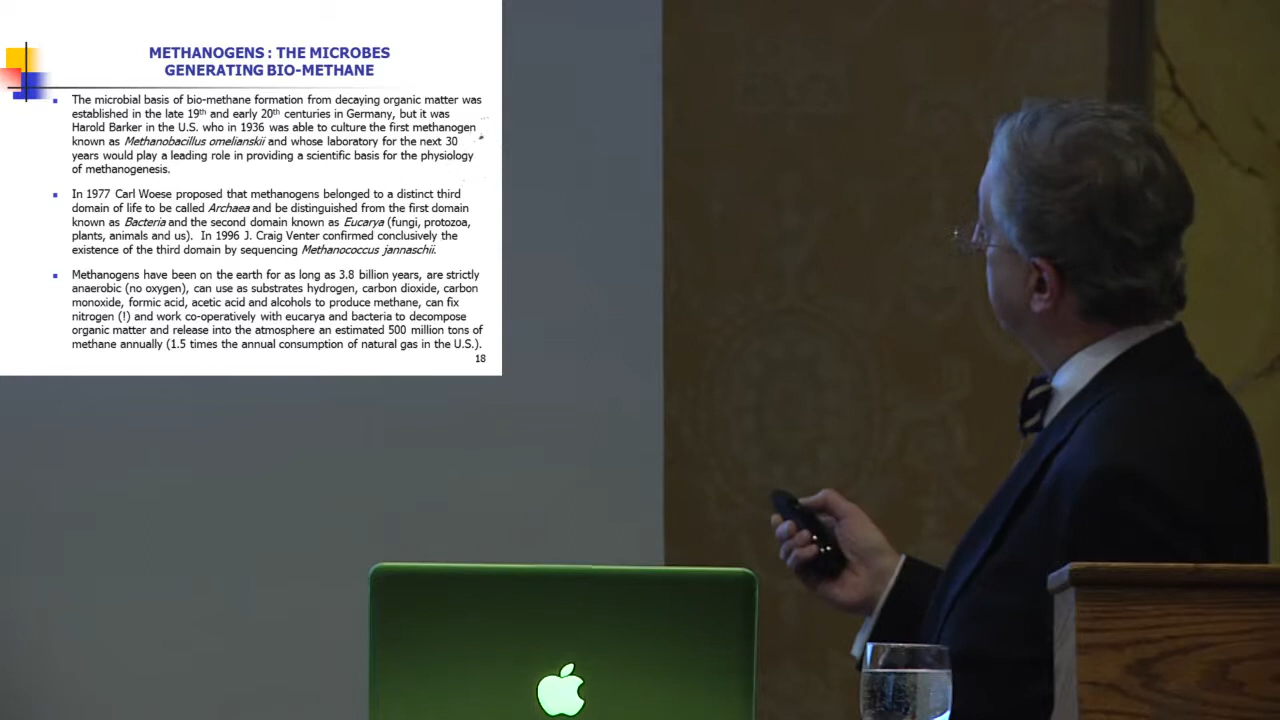 METHANOGENS : THE MICROBES
GENERATING BIO-METHANE
The microbial basis of bio-methane formation from decaying organic matter was
established in the late 19th and early 20th centuries in Germany, but it was
Harold Barker in the U.S. who in 1936 was able to culture the first methanogen
known as Methanobacillus omelianskii and whose laboratory for the next 30
years would play a leading role in providing a scientific basis for the physiology
of methanogenesis.
In 1977 Carl Woese proposed that methanogens belonged to a distinct third
domain of life to be called Archaea and be distinguished from the first domain
known as Bacteria and the second domain known as Eucarya (fungi, protozoa,
plants, animals and us). In 1996 J. Craig Venter confirmed conclusively the
existence of the third domain by sequencing Methanococcus jannaschii.
Methanogens have been on the earth for as long as 3.8 billion years, are strictly
anaerobic (no oxygen), can use as substrates hydrogen, carbon dioxide, carbon
monoxide, formic acid, acetic acid and alcohols to produce methane, can fix
nitrogen (!) and work co-operatively with eucarya and bacteria to decompose
organic matter and release into the atmosphere an estimated 500 million tons of
methane annually (1.5 times the annual consumption of natural gas in the U.S.).
18